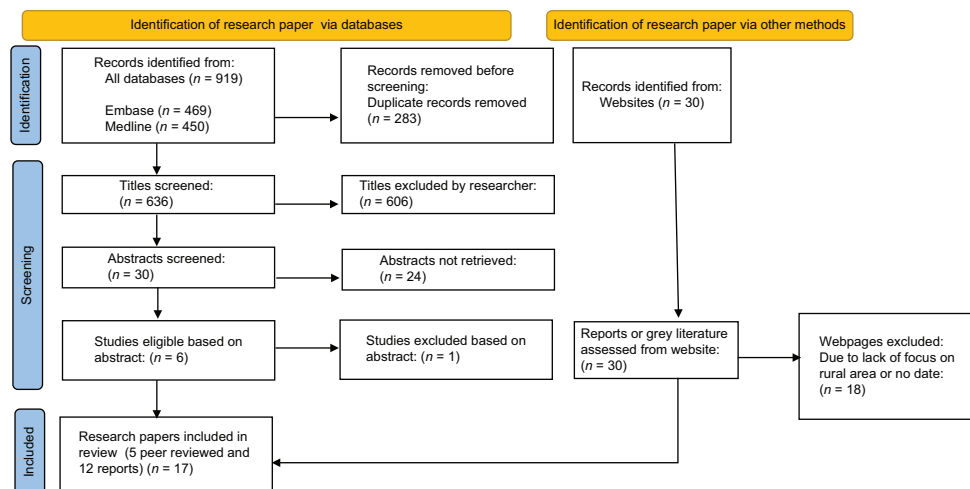 Identification of research paper via databases
Identification of research paper via other methods
Identification
Records identified from:
All databases (n = 919)
Embase (n = 469)
Medline (n = 450)
Records removed before
screening:
Duplicate records removed
(n = 283)
Records identified from:
Websites (n = 30)
Screening
Titles screened:
(n = 636)
Titles excluded by researcher:
(n = 606)
Abstracts screened:
(n = 30)
Abstracts not retrieved:
(n = 24)
Studies eligible based on
abstract: (n = 6)
Studies excluded based on
abstract: (n = 1)
Reports or grey literature
assessed from website:
(n = 30)
Webpages excluded:
Due to lack of focus on
rural area or no date:
(n = 18)
Included
Research papers included in
review (5 peer reviewed and
12 reports) (n = 17)